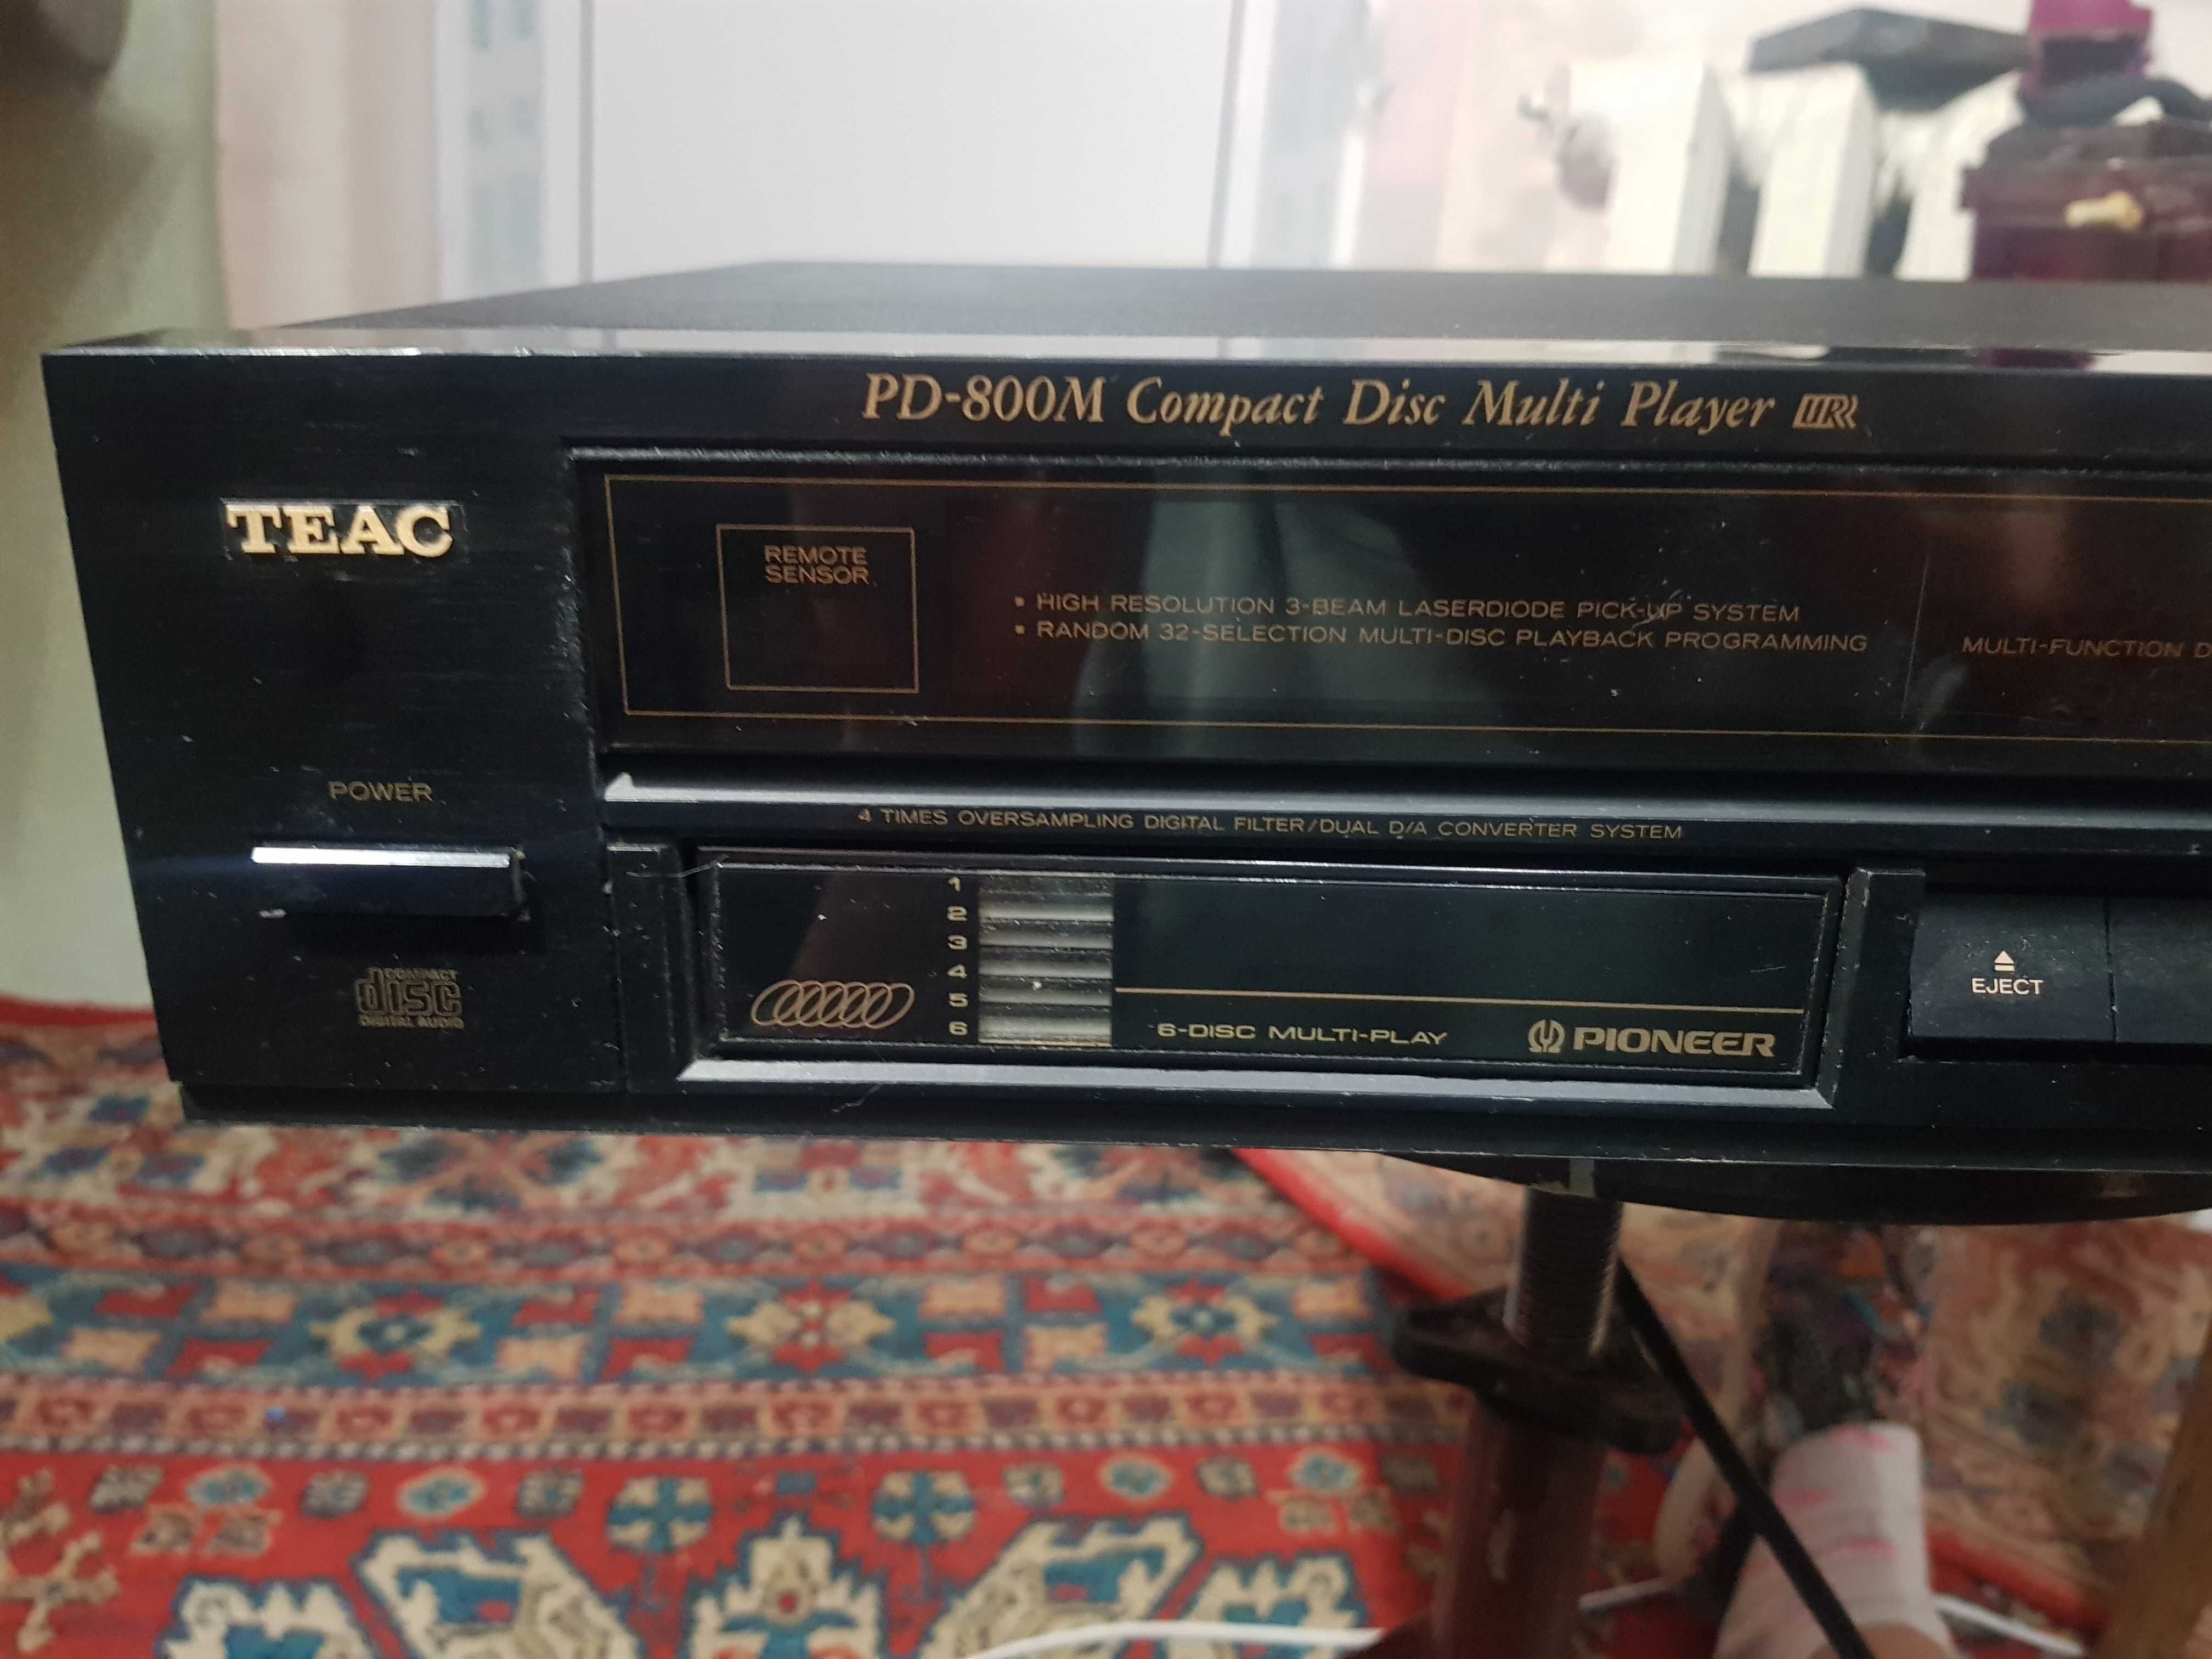 PD-800M Compact Disc Multi Player
TEAC
REMOTE
SENSOR
• HIGH RESOLUTION 3-BEAM LASERDIODE PICK-UP SYSTEM
• RANDOM 32-SELECTION MULTI-DISC PLAYBACK PROGRAMMING
MULTI-FUNCTION D
POWER
4 TIMES OVERSAMPLING DIGITAL FILTER/DUAL D/A CONVERTER SYSTEM
1
2
3
4
5
6
COMPACT
disc
DIGITAL AUDIO
6-DISC MULTI-PLAY
PIONEER
EJECT